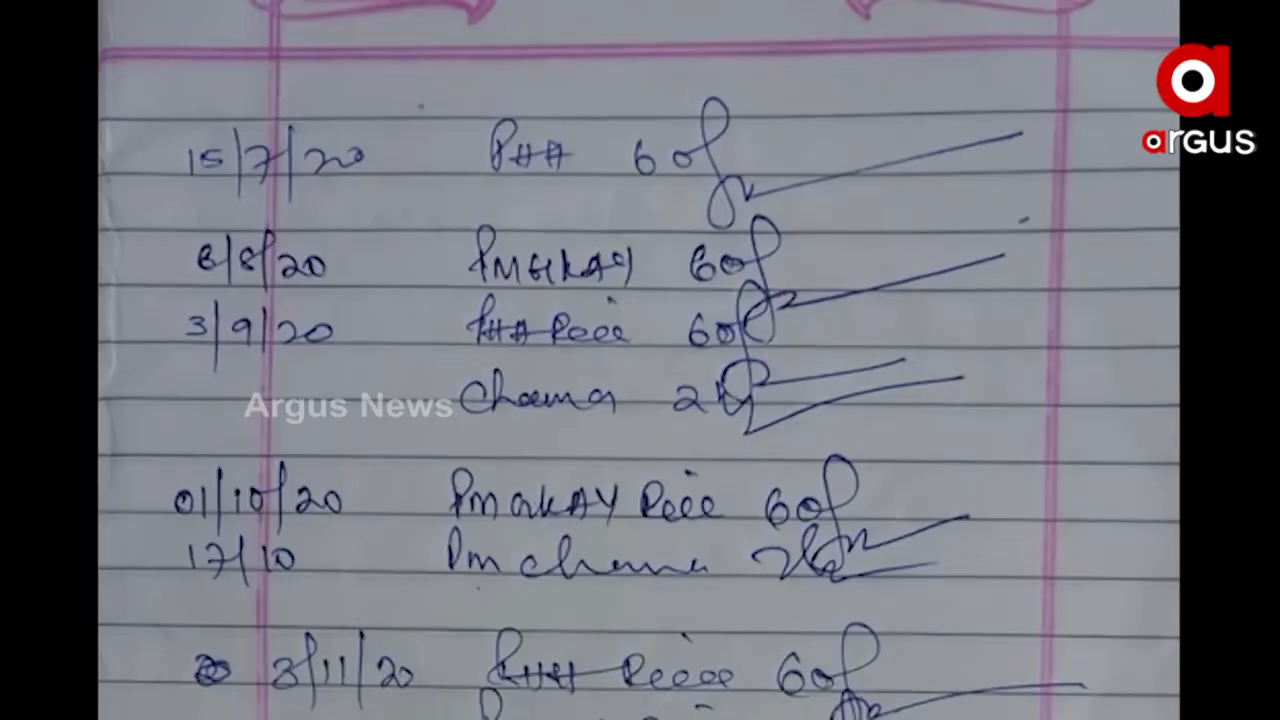 argus
15/7/20 PHH 60
6/8/20 PMGKAY 60
3/9/20 PHH Rice 60
Argus News
Chana 2
01/10/20 PMGKAY Rice 60
17/10 PM Chana 2
3/11/20 PHH Rice 60